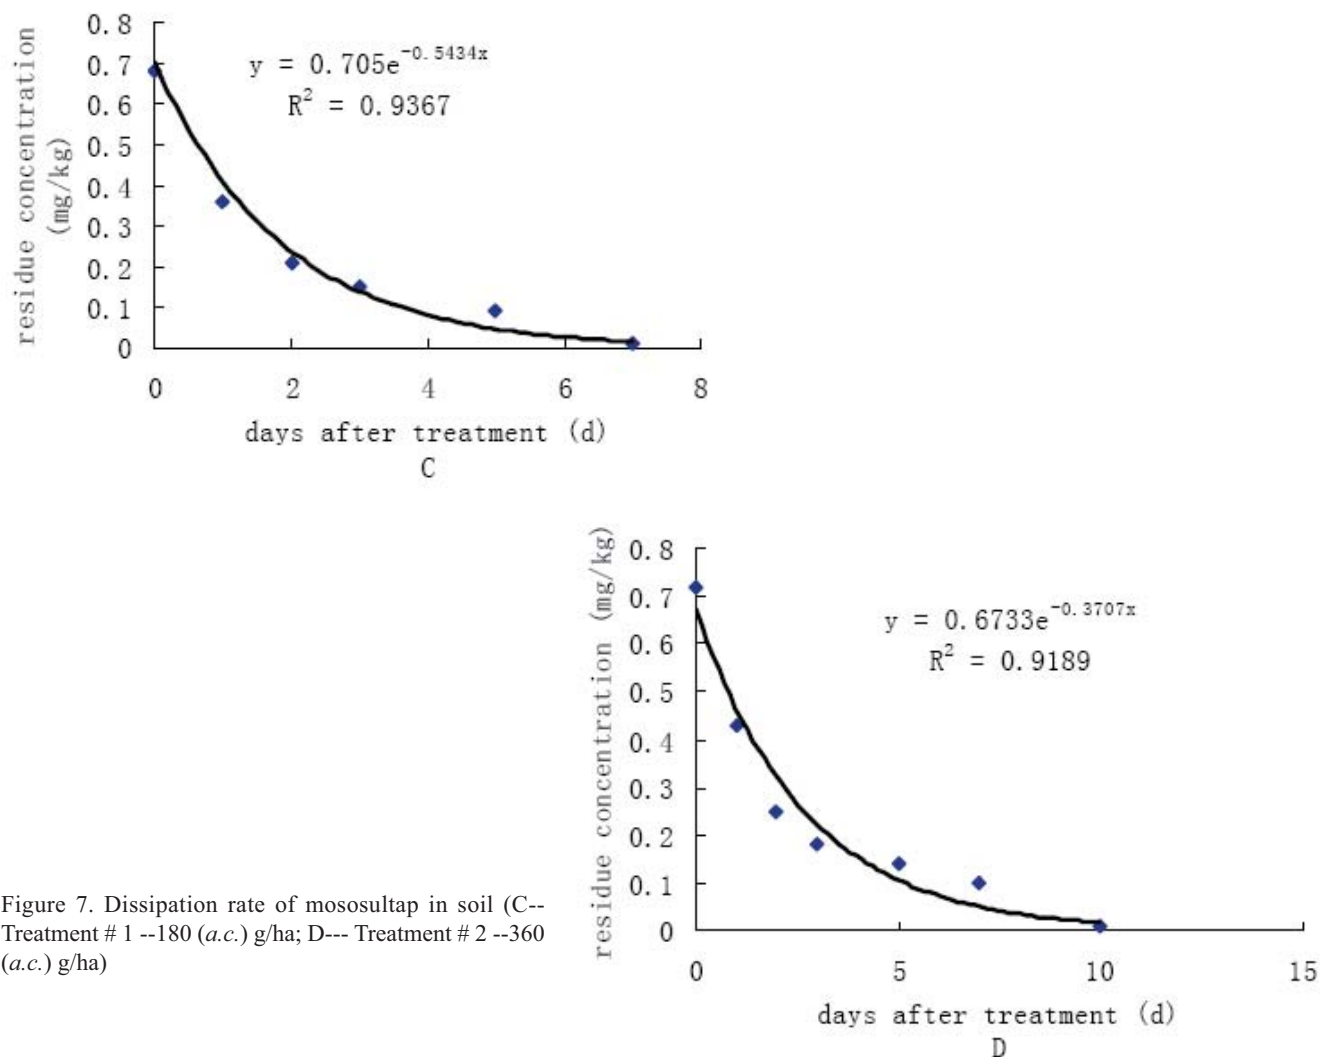 residue concentration
(mg/kg)
0.8
0.7
0.6
0.5
0.4
0.3
0.2
0.1
0
y = 0.705e^-0.5434x
R² = 0.9367
0 2 4 6 8
days after treatment (d)
C
residue concentration (mg/kg)
0.8
0.7
0.6
0.5
0.4
0.3
0.2
0.1
0
y = 0.6733e^-0.3707x
R² = 0.9189
0 5 10 15
days after treatment (d)
D
Figure 7. Dissipation rate of mososultap in soil (C--
Treatment # 1 --180 (a.c.) g/ha; D--- Treatment # 2 --360
(a.c.) g/ha)